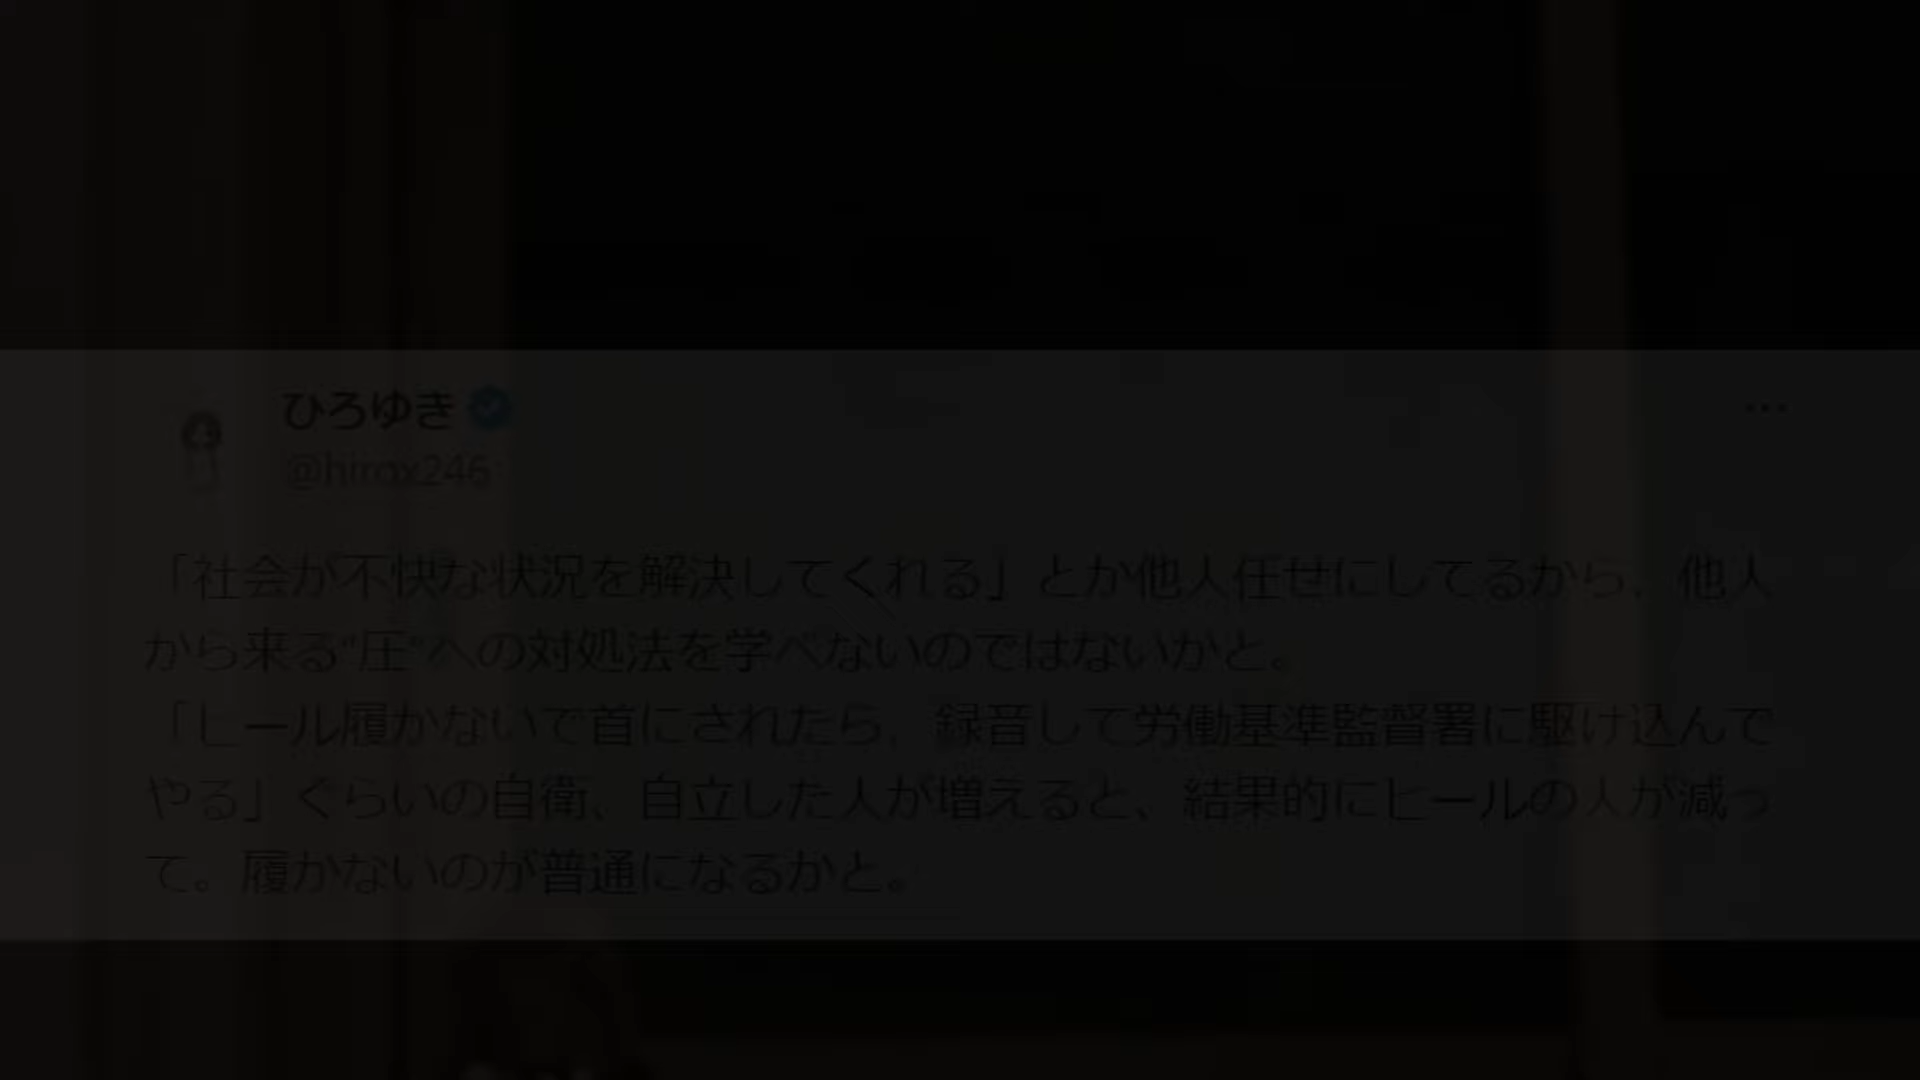 ひろゆき
@hirox246
「社会が不快な状況を解決してくれる」とか他人任せにしてるから、他人
から来る"圧"への対処法を学べないのではないかと。
「ヒール履かないで首にされたら、録音して労働基準監督署に駆け込んで
やる」ぐらいの自衛、自立した人が増えると、結果的にヒールの人が減っ
て。履かないのが普通になるかと。